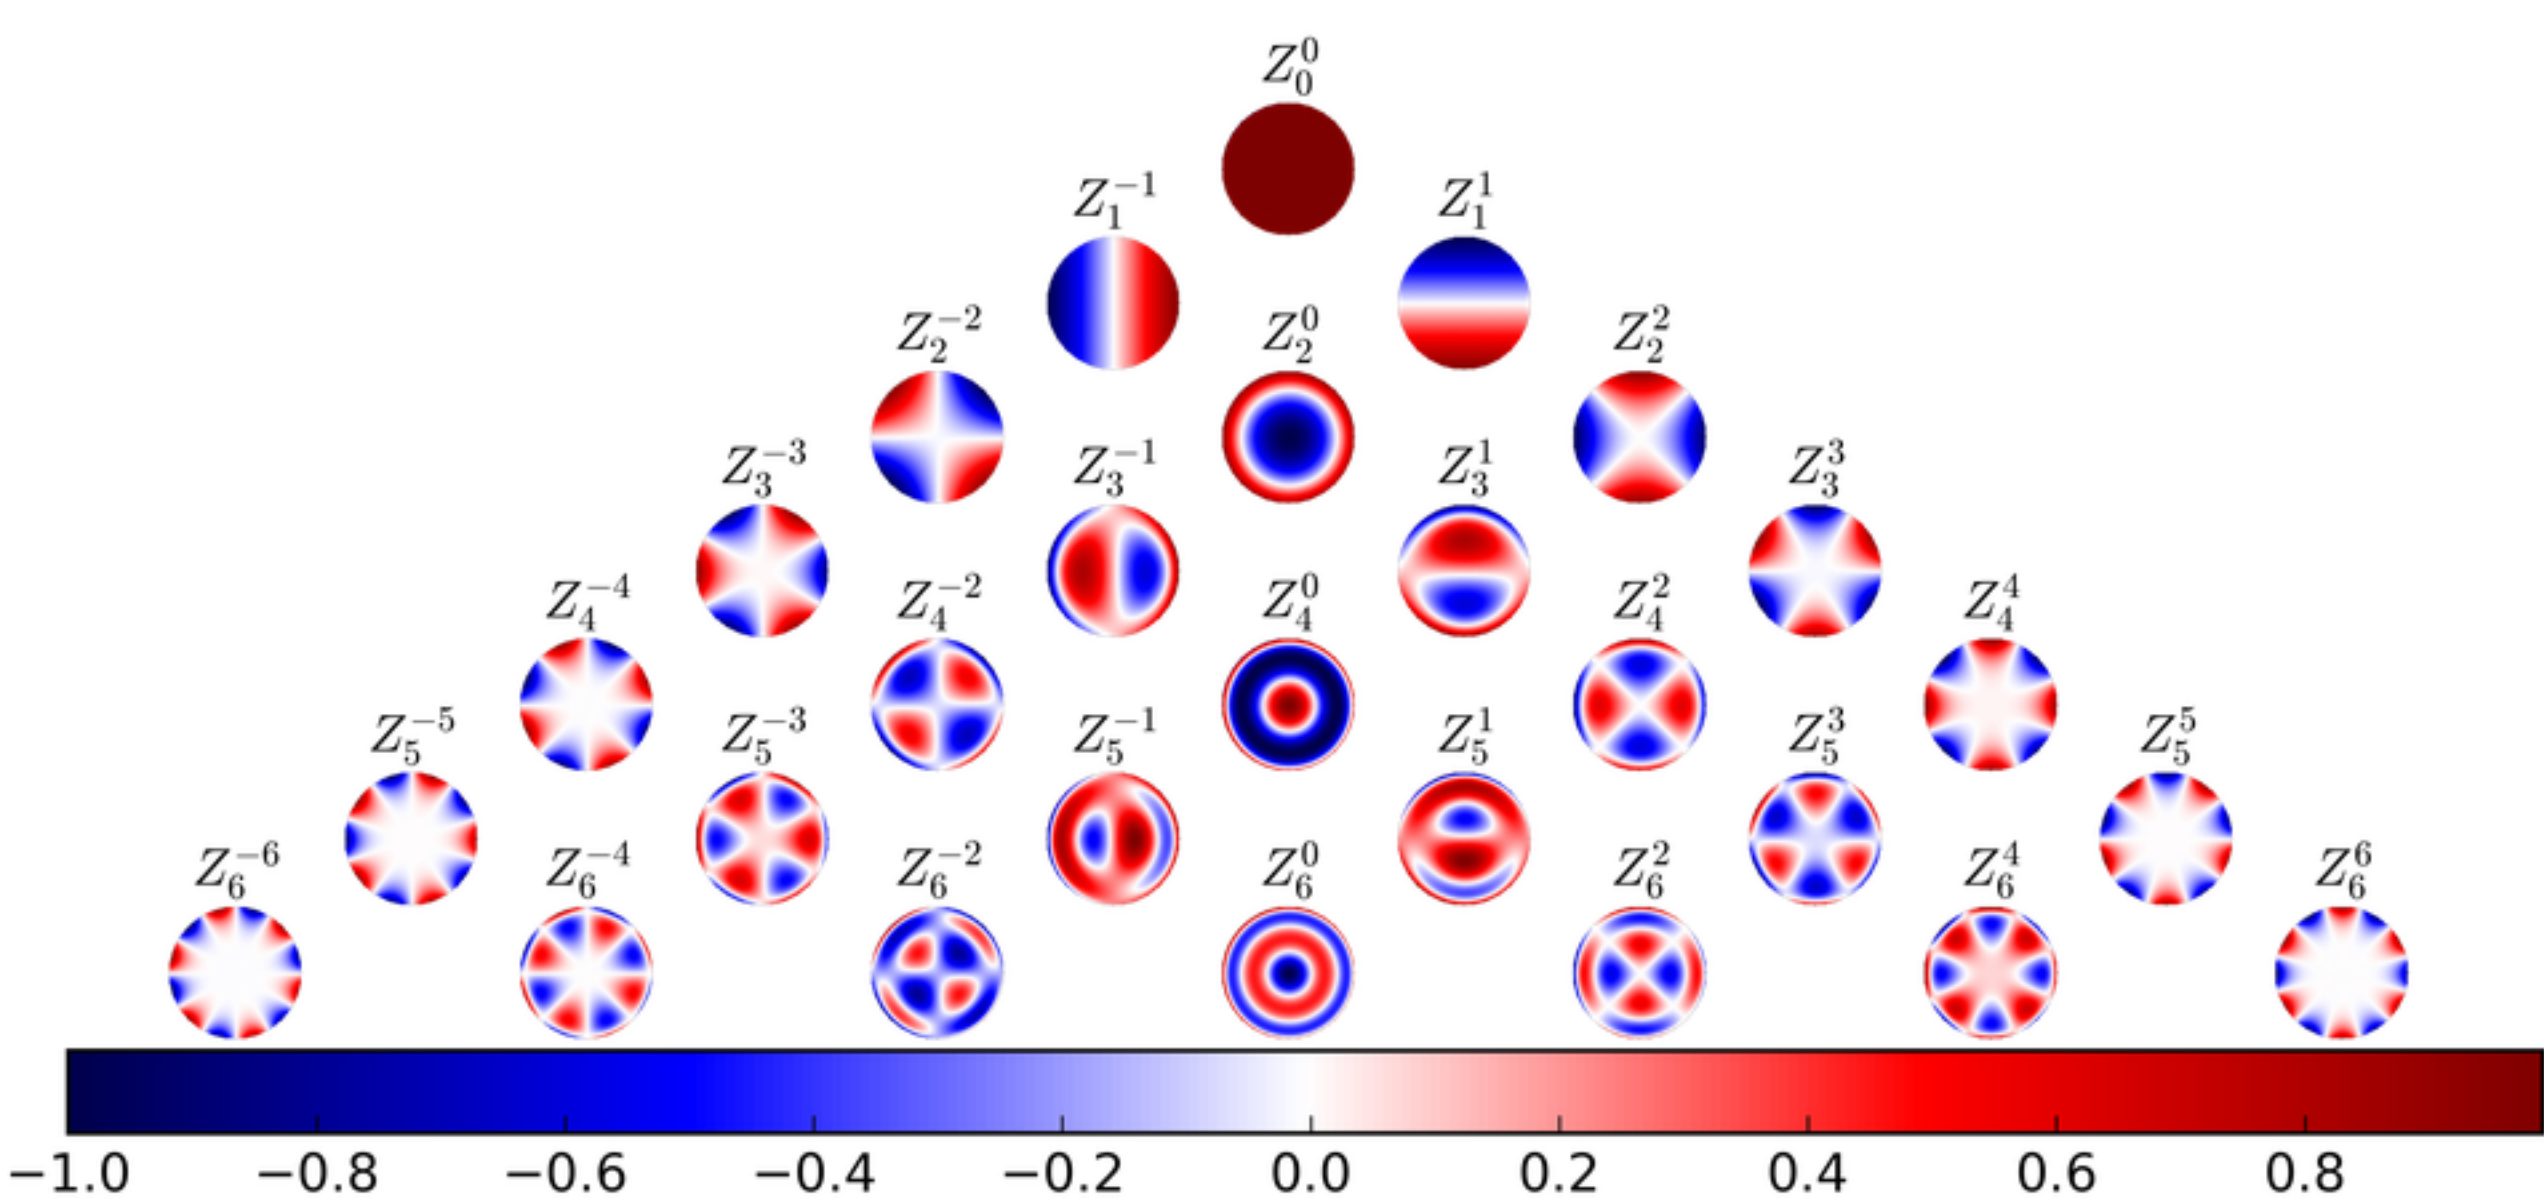 Z_0^0
Z_1^{-1} Z_1^1
Z_2^{-2} Z_2^0 Z_2^2
Z_3^{-3} Z_3^{-1} Z_3^1 Z_3^3
Z_4^{-4} Z_4^{-2} Z_4^0 Z_4^2 Z_4^4
Z_5^{-5} Z_5^{-3} Z_5^{-1} Z_5^1 Z_5^3 Z_5^5
Z_6^{-6} Z_6^{-4} Z_6^{-2} Z_6^0 Z_6^2 Z_6^4 Z_6^6
−1.0 −0.8 −0.6 −0.4 −0.2 0.0 0.2 0.4 0.6 0.8